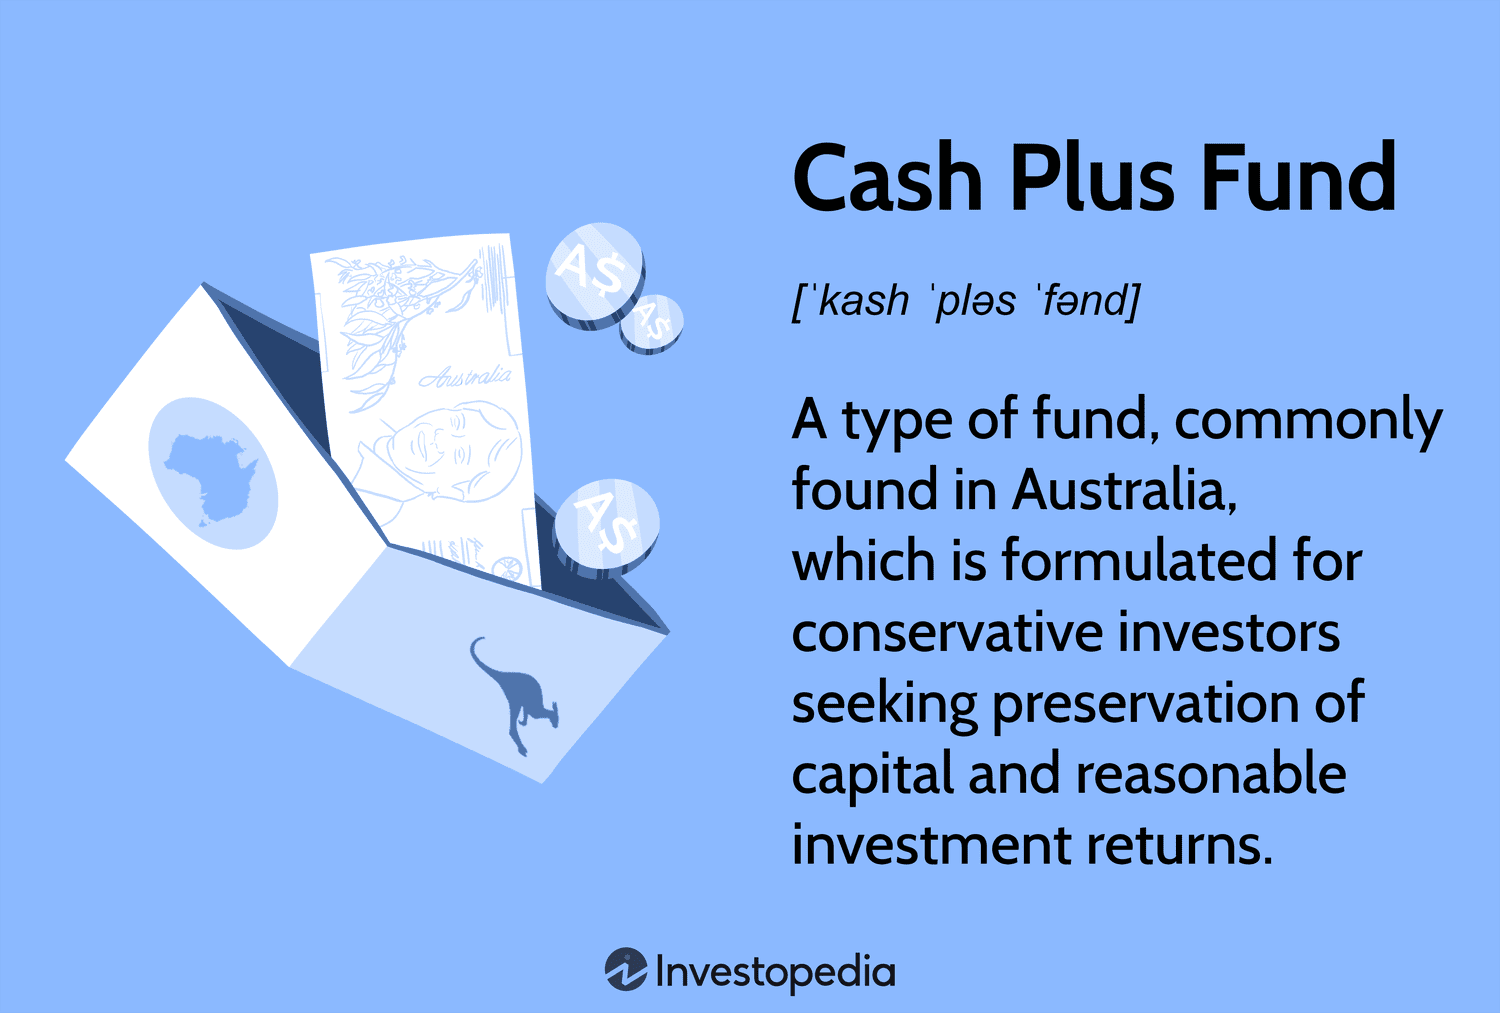 Cash Plus Fund
[ˈkash ˈpləs ˈfənd]
A type of fund, commonly
found in Australia,
which is formulated for
conservative investors
seeking preservation of
capital and reasonable
investment returns.
A$
A$
Australia
A$
Investopedia